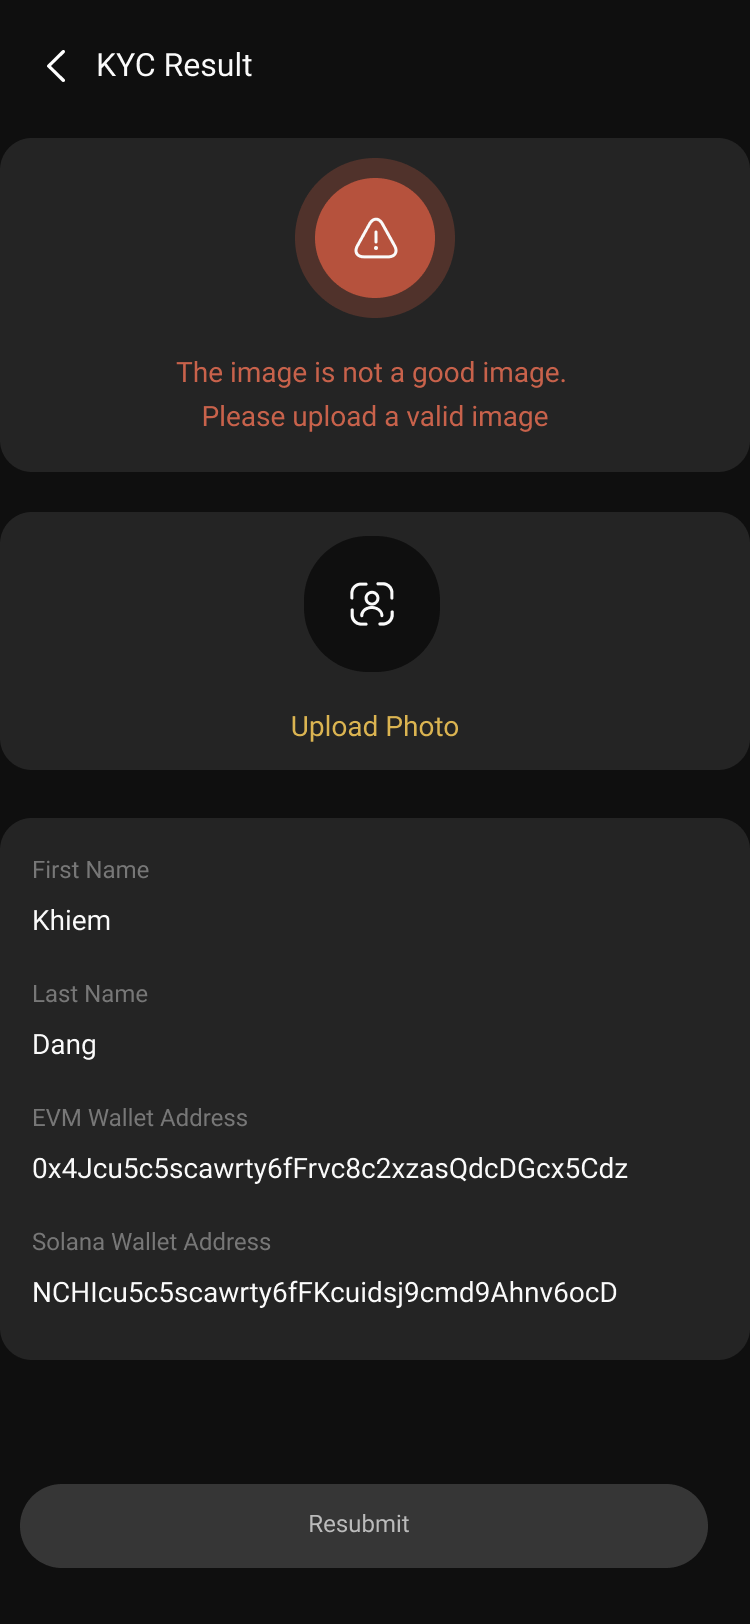 KYC Result
The image is not a good image.
Please upload a valid image
Upload Photo
First Name
Khiem
Last Name
Dang
EVM Wallet Address
0x4Jcu5c5scawrty6fFrvc8c2xzasQdcDGcx5Cdz
Solana Wallet Address
NCHIcu5c5scawrty6fFKcuidsj9cmd9Ahnv6ocD
Resubmit